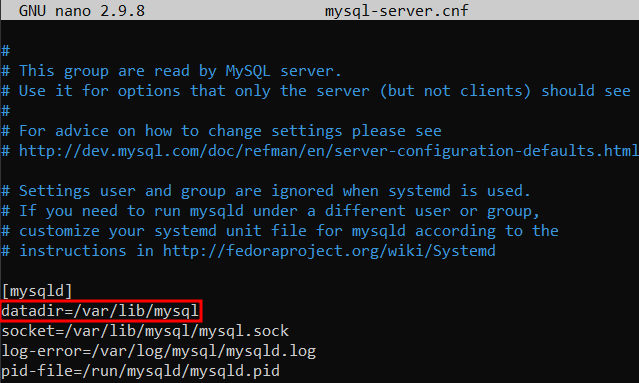 GNU nano 2.9.8 mysql-server.cnf
#
# This group are read by MySQL server.
# Use it for options that only the server (but not clients) should see
#
# For advice on how to change settings please see
# http://dev.mysql.com/doc/refman/en/server-configuration-defaults.html
# Settings user and group are ignored when systemd is used.
# If you need to run mysqld under a different user or group,
# customize your systemd unit file for mysqld according to the
# instructions in http://fedoraproject.org/wiki/Systemd
[mysqld]
datadir=/var/lib/mysql
socket=/var/lib/mysql/mysql.sock
log-error=/var/log/mysql/mysqld.log
pid-file=/run/mysqld/mysqld.pid